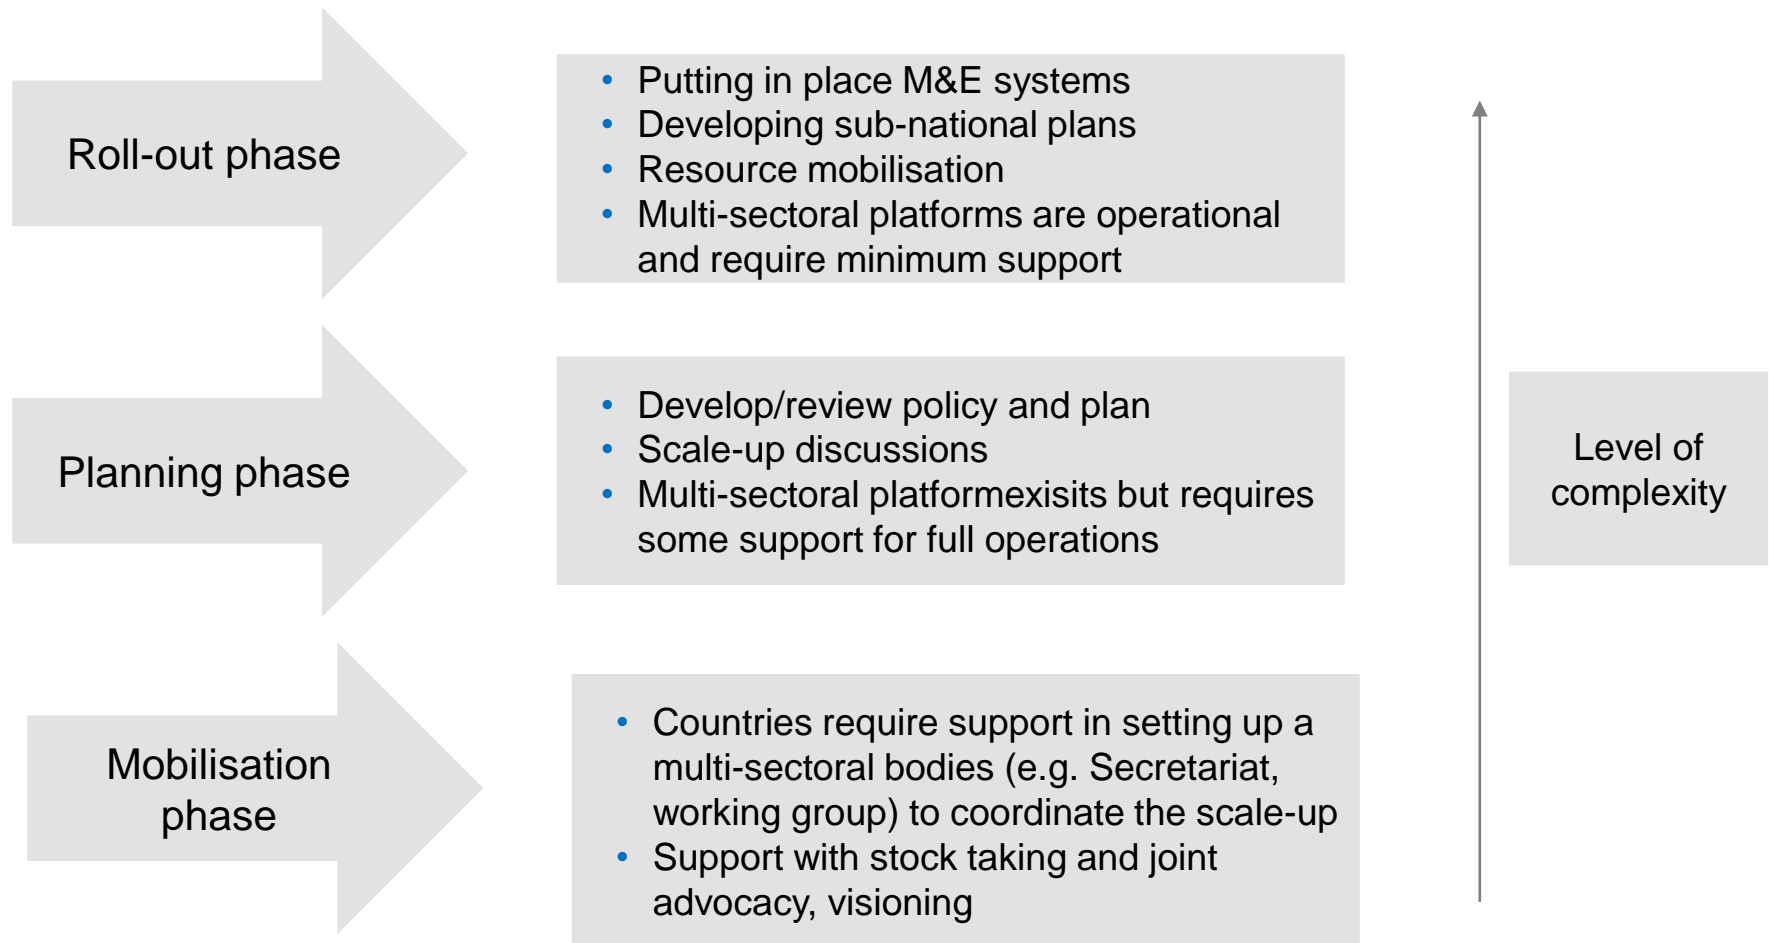 Roll-out phase
• Putting in place M&E systems
• Developing sub-national plans
• Resource mobilisation
• Multi-sectoral platforms are operational
and require minimum support
Planning phase
• Develop/review policy and plan
• Scale-up discussions
• Multi-sectoral platformexisits but requires
some support for full operations
Level of
complexity
Mobilisation
phase
• Countries require support in setting up a
multi-sectoral bodies (e.g. Secretariat,
working group) to coordinate the scale-up
• Support with stock taking and joint
advocacy, visioning